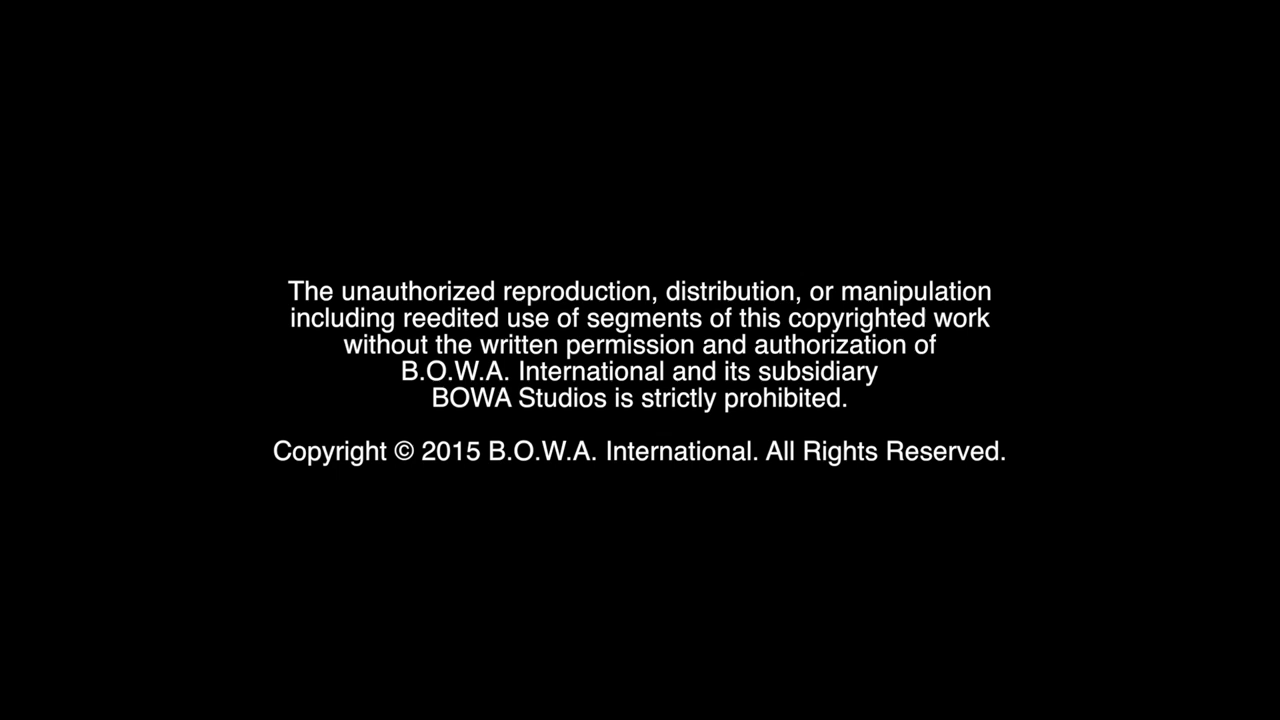 The unauthorized reproduction, distribution, or manipulation
including reedited use of segments of this copyrighted work
without the written permission and authorization of
B.O.W.A. International and its subsidiary
BOWA Studios is strictly prohibited.
Copyright © 2015 B.O.W.A. International. All Rights Reserved.